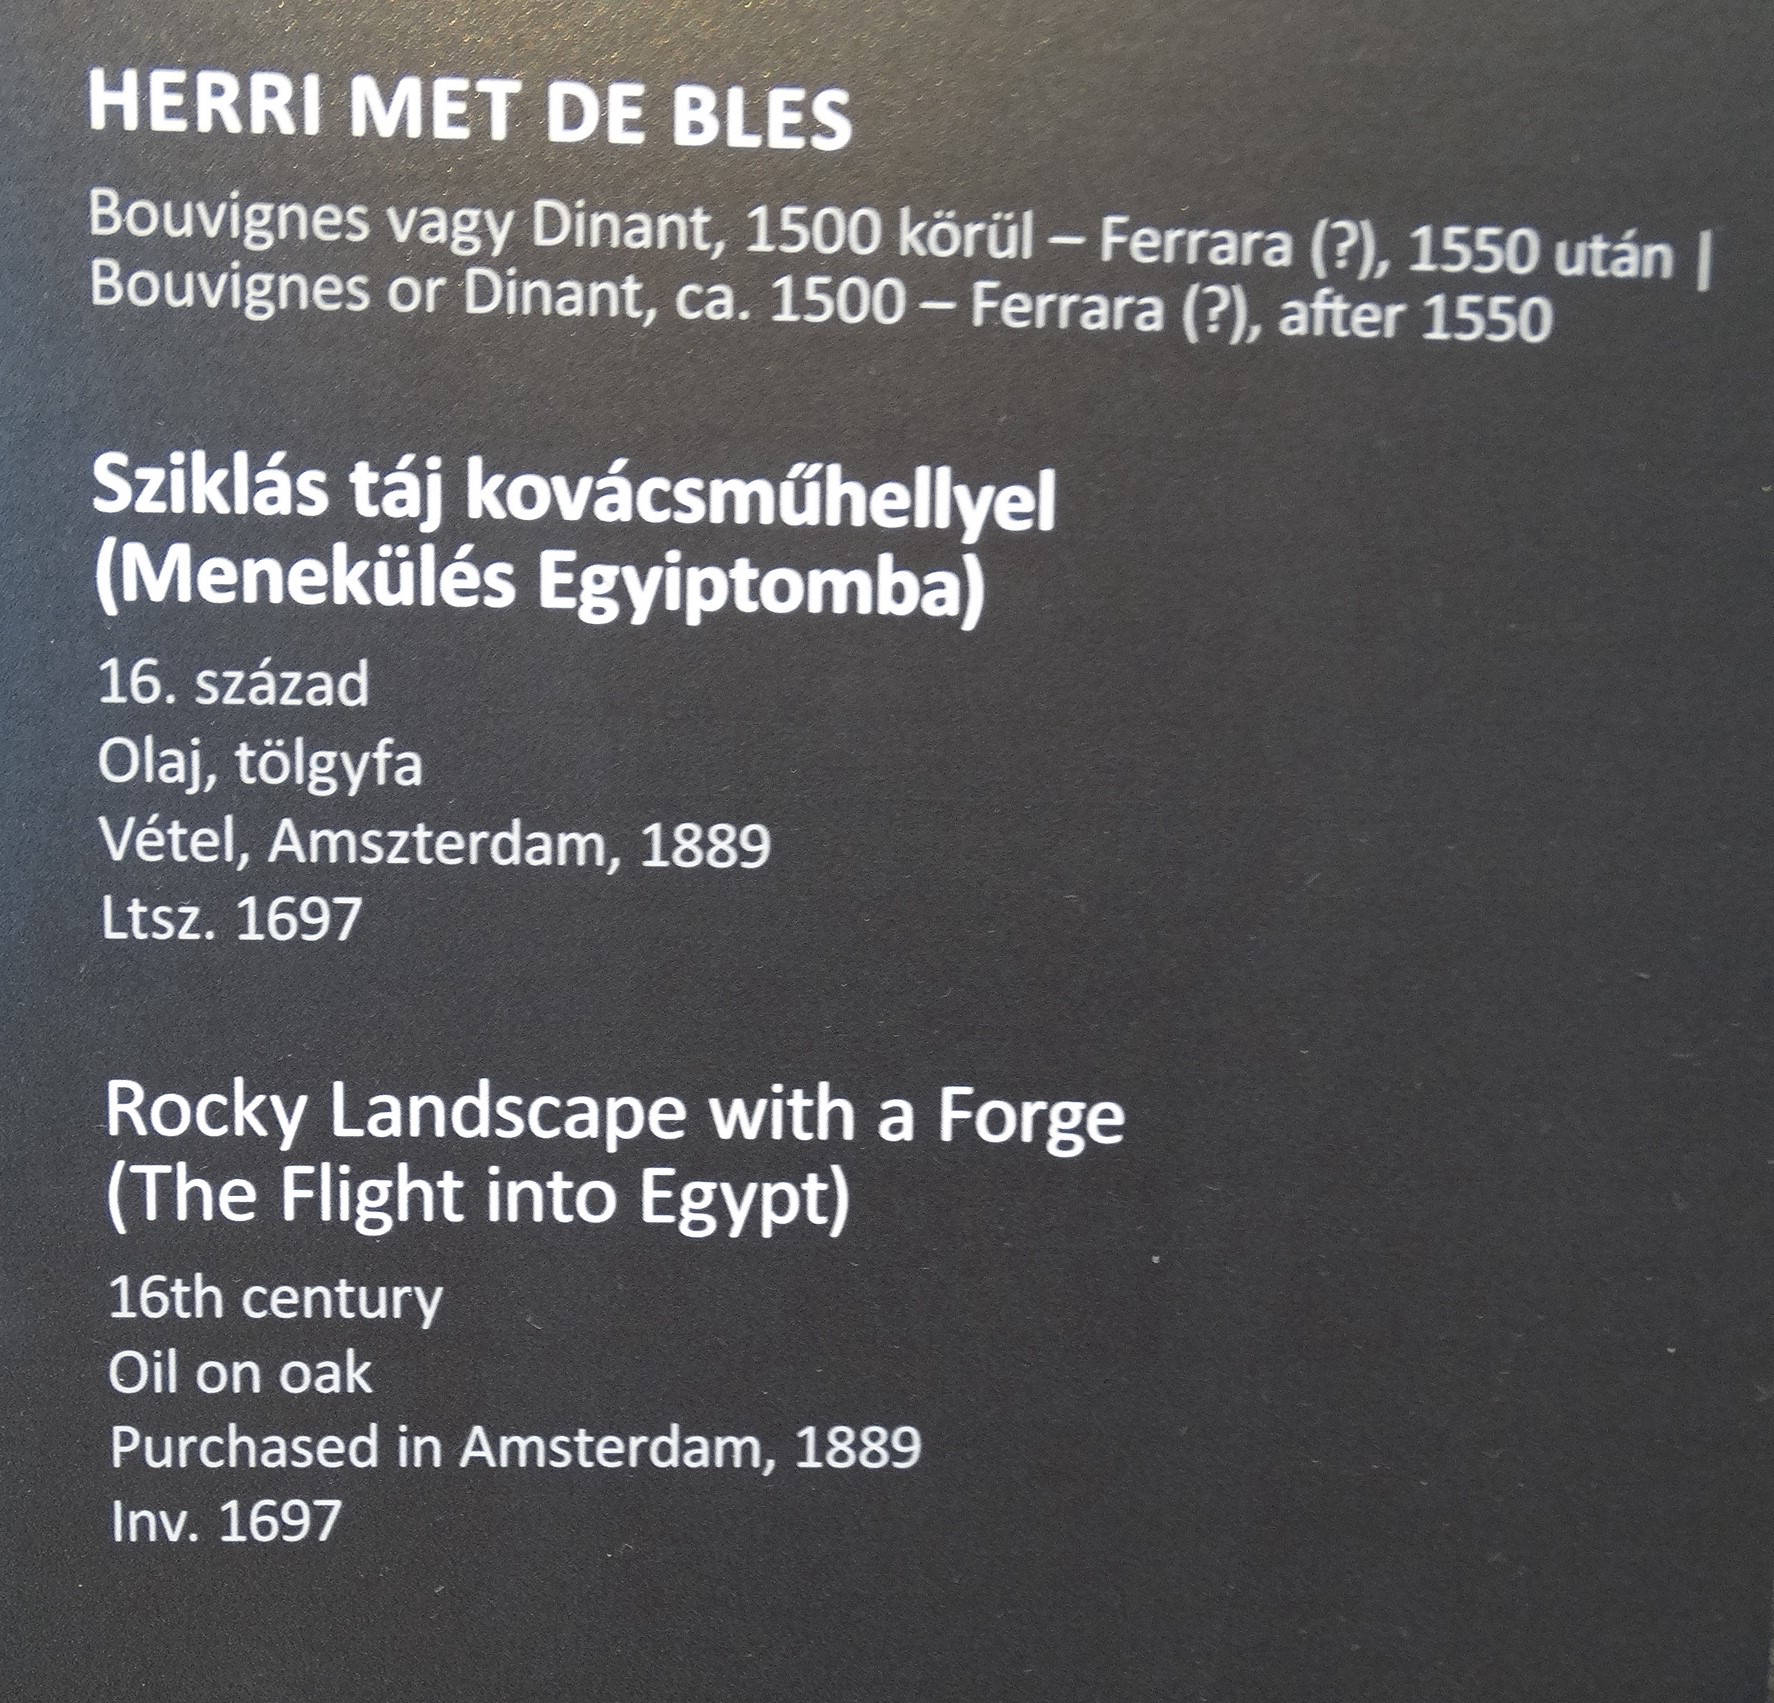 HERRI MET DE BLES
Bouvignes vagy Dinant, 1500 körül – Ferrara (?), 1550 után |
Bouvignes or Dinant, ca. 1500 – Ferrara (?), after 1550
Sziklás táj kovácsműhellyel
(Menekülés Egyiptomba)
16. század
Olaj, tölgyfa
Vétel, Amszterdam, 1889
Ltsz. 1697
Rocky Landscape with a Forge
(The Flight into Egypt)
16th century
Oil on oak
Purchased in Amsterdam, 1889
Inv. 1697